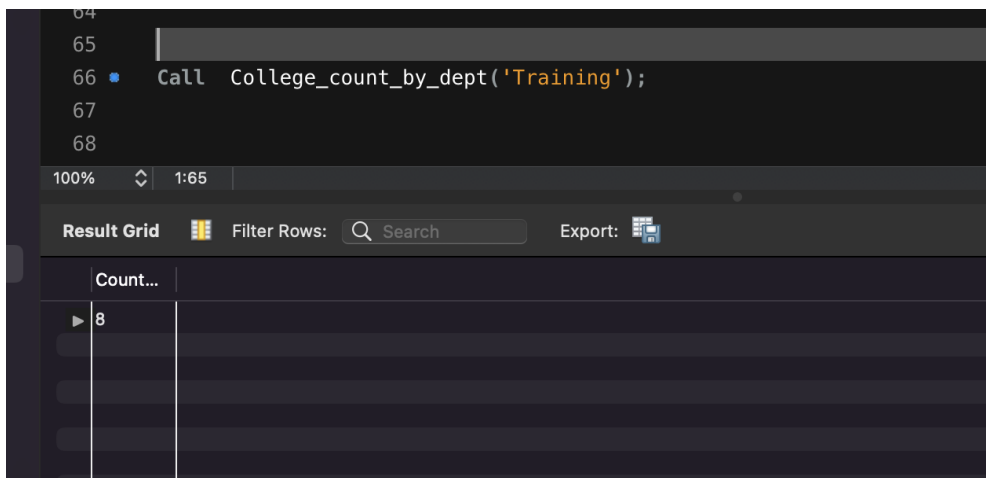 64
65
66 Call College_count_by_dept('Training');
67
68
100% 1:65
Result Grid Filter Rows: Search Export:
Count...
8